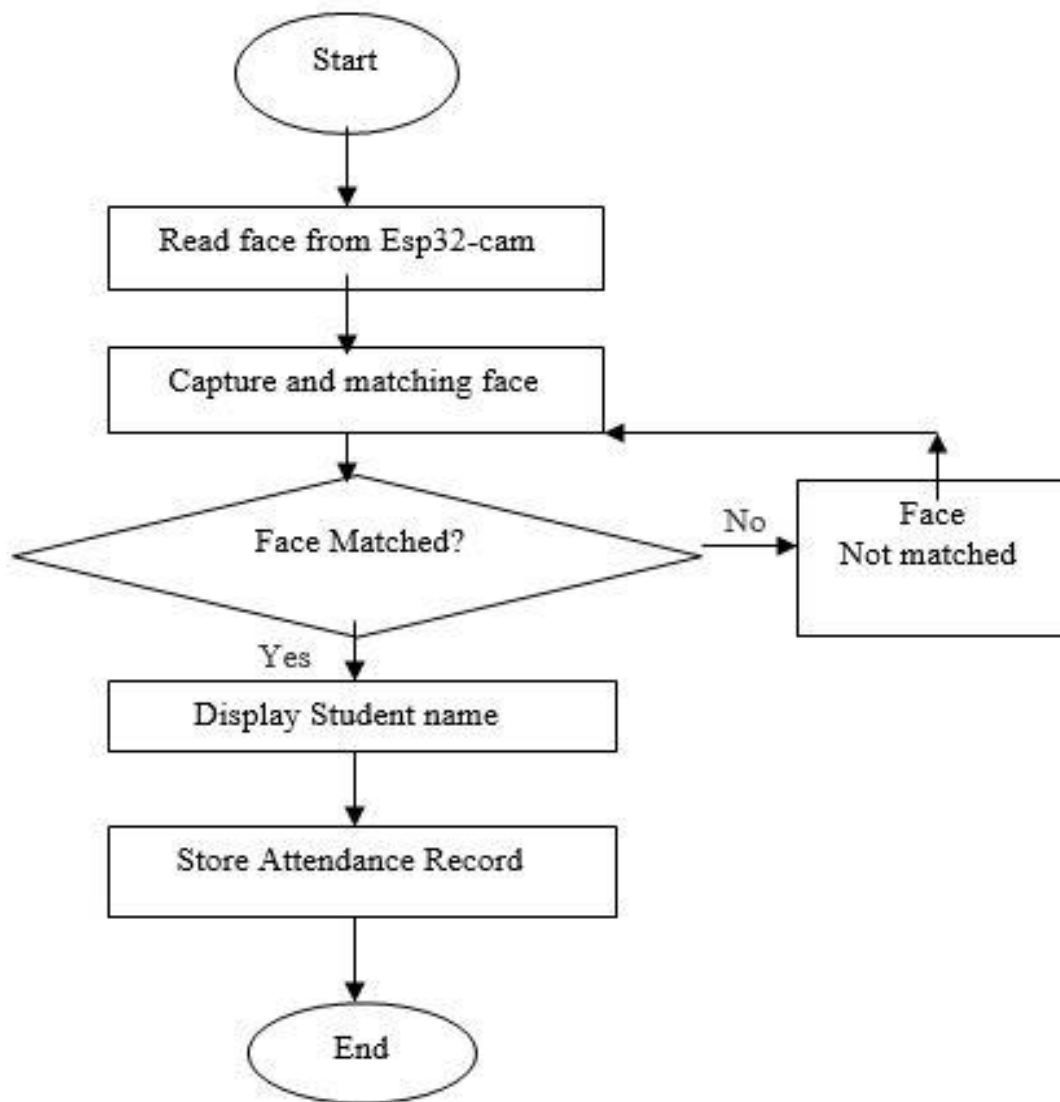 Start
Read face from Esp32-cam
Capture and matching face
Face Matched?
No
Face
Not matched
Yes
Display Student name
Store Attendance Record
End